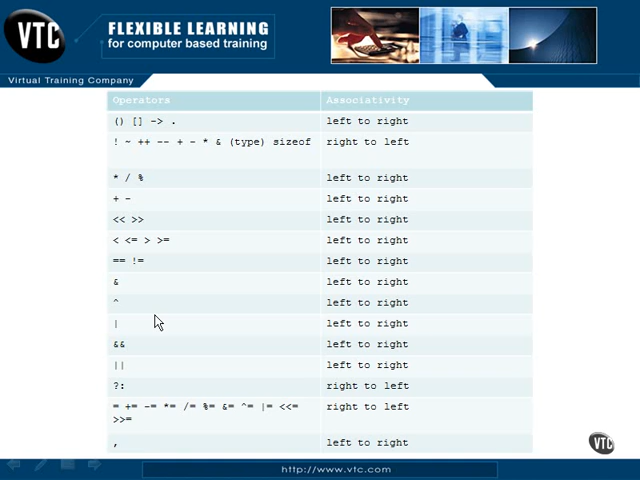 VTC
FLEXIBLE LEARNING
for computer based training
Virtual Training Company
Operators Associativity
() [] -> . left to right
! ~ ++ -- + - * & (type) sizeof right to left
* / % left to right
+ - left to right
<< >> left to right
< <= > >= left to right
== != left to right
& left to right
^ left to right
| left to right
&& left to right
|| left to right
?: right to left
= += -= *= /= %= &= ^= |= <<= right to left
>>=
, left to right
VTC
http://www.vtc.com